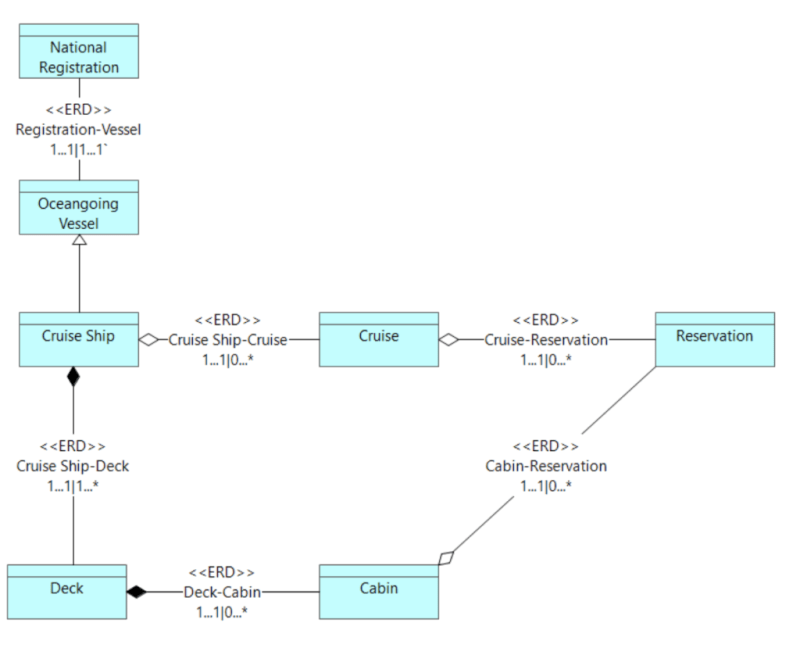 National
Registration
<<ERD>>
Registration-Vessel
1...1|1...1`
Oceangoing
Vessel
Cruise Ship
<<ERD>>
Cruise Ship-Cruise
1...1|0...*
Cruise
<<ERD>>
Cruise-Reservation
1...1|0...*
Reservation
<<ERD>>
Cruise Ship-Deck
1...1|1...*
<<ERD>>
Cabin-Reservation
1...1|0...*
Deck
<<ERD>>
Deck-Cabin
1...1|0...*
Cabin